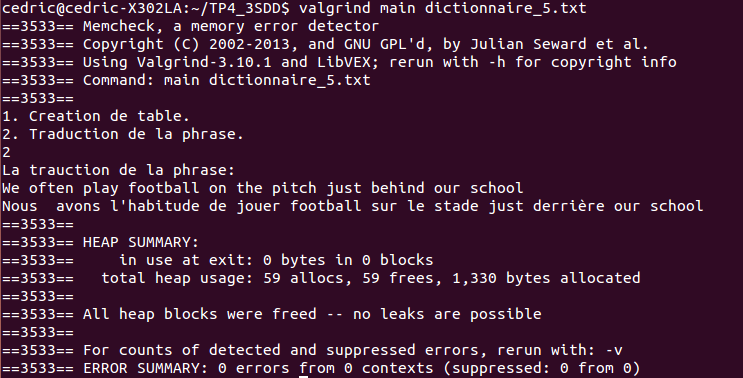 cedric@cedric-X302LA:~/TP4_3SDD$ valgrind main dictionnaire_5.txt
==3533== Memcheck, a memory error detector
==3533== Copyright (C) 2002-2013, and GNU GPL'd, by Julian Seward et al.
==3533== Using Valgrind-3.10.1 and LibVEX; rerun with -h for copyright info
==3533== Command: main dictionnaire_5.txt
==3533==
1. Creation de table.
2. Traduction de la phrase.
2
La trauction de la phrase:
We often play football on the pitch just behind our school
Nous  avons l'habitude de jouer football sur le stade just derrière our school
==3533==
==3533== HEAP SUMMARY:
==3533==     in use at exit: 0 bytes in 0 blocks
==3533==   total heap usage: 59 allocs, 59 frees, 1,330 bytes allocated
==3533==
==3533== All heap blocks were freed -- no leaks are possible
==3533==
==3533== For counts of detected and suppressed errors, rerun with: -v
==3533== ERROR SUMMARY: 0 errors from 0 contexts (suppressed: 0 from 0)